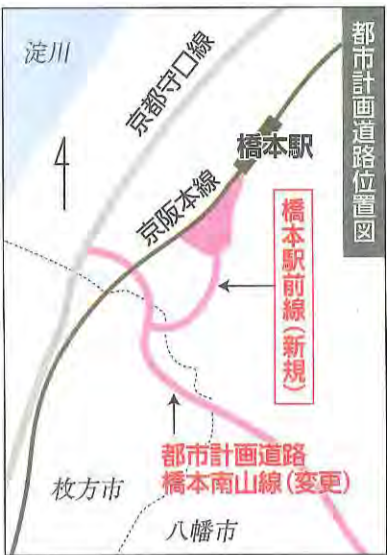 都市計画道路位置図
淀川
京都守口線
橋本駅
京阪本線
橋本駅前線(新規)
都市計画道路
橋本南山線(変更)
枚方市
八幡市